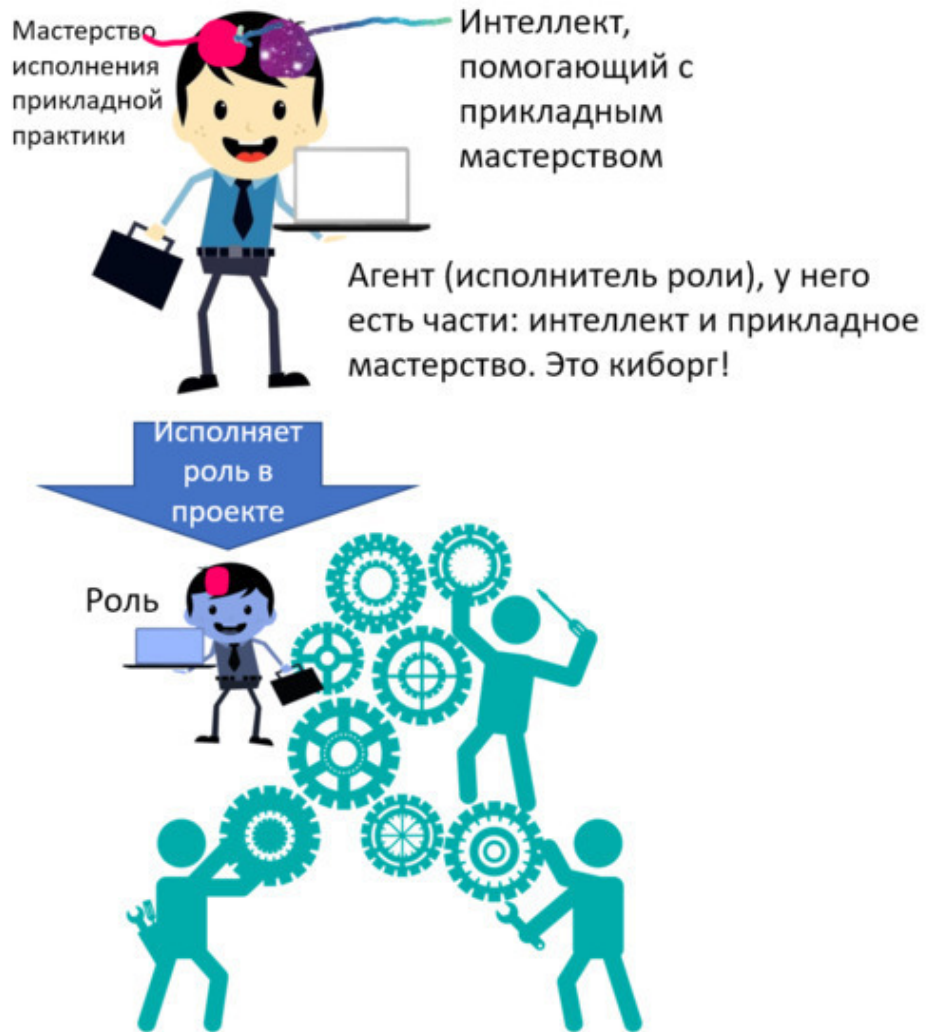 Мастерство
исполнения
прикладной
практики
Интеллект,
помогающий с
прикладным
мастерством
Агент (исполнитель роли), у него
есть части: интеллект и прикладное
мастерство. Это киборг!
Исполняет
роль в
проекте
Роль